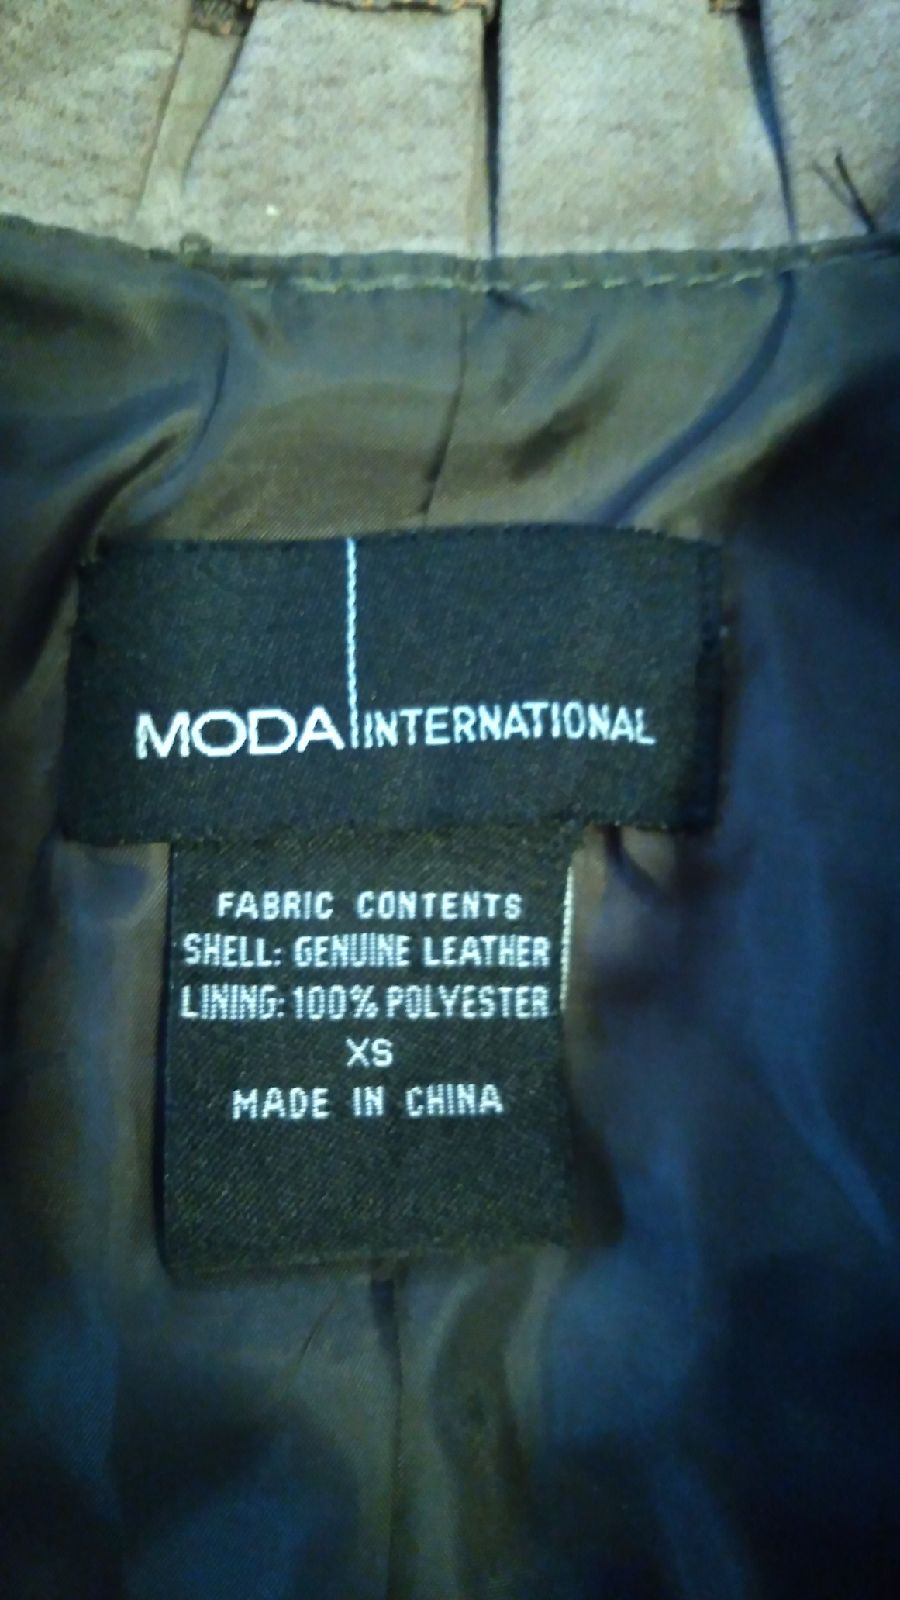 MODA INTERNATIONAL
FABRIC CONTENTS
SHELL: GENUINE LEATHER
LINING: 100% POLYESTER
XS
MADE IN CHINA